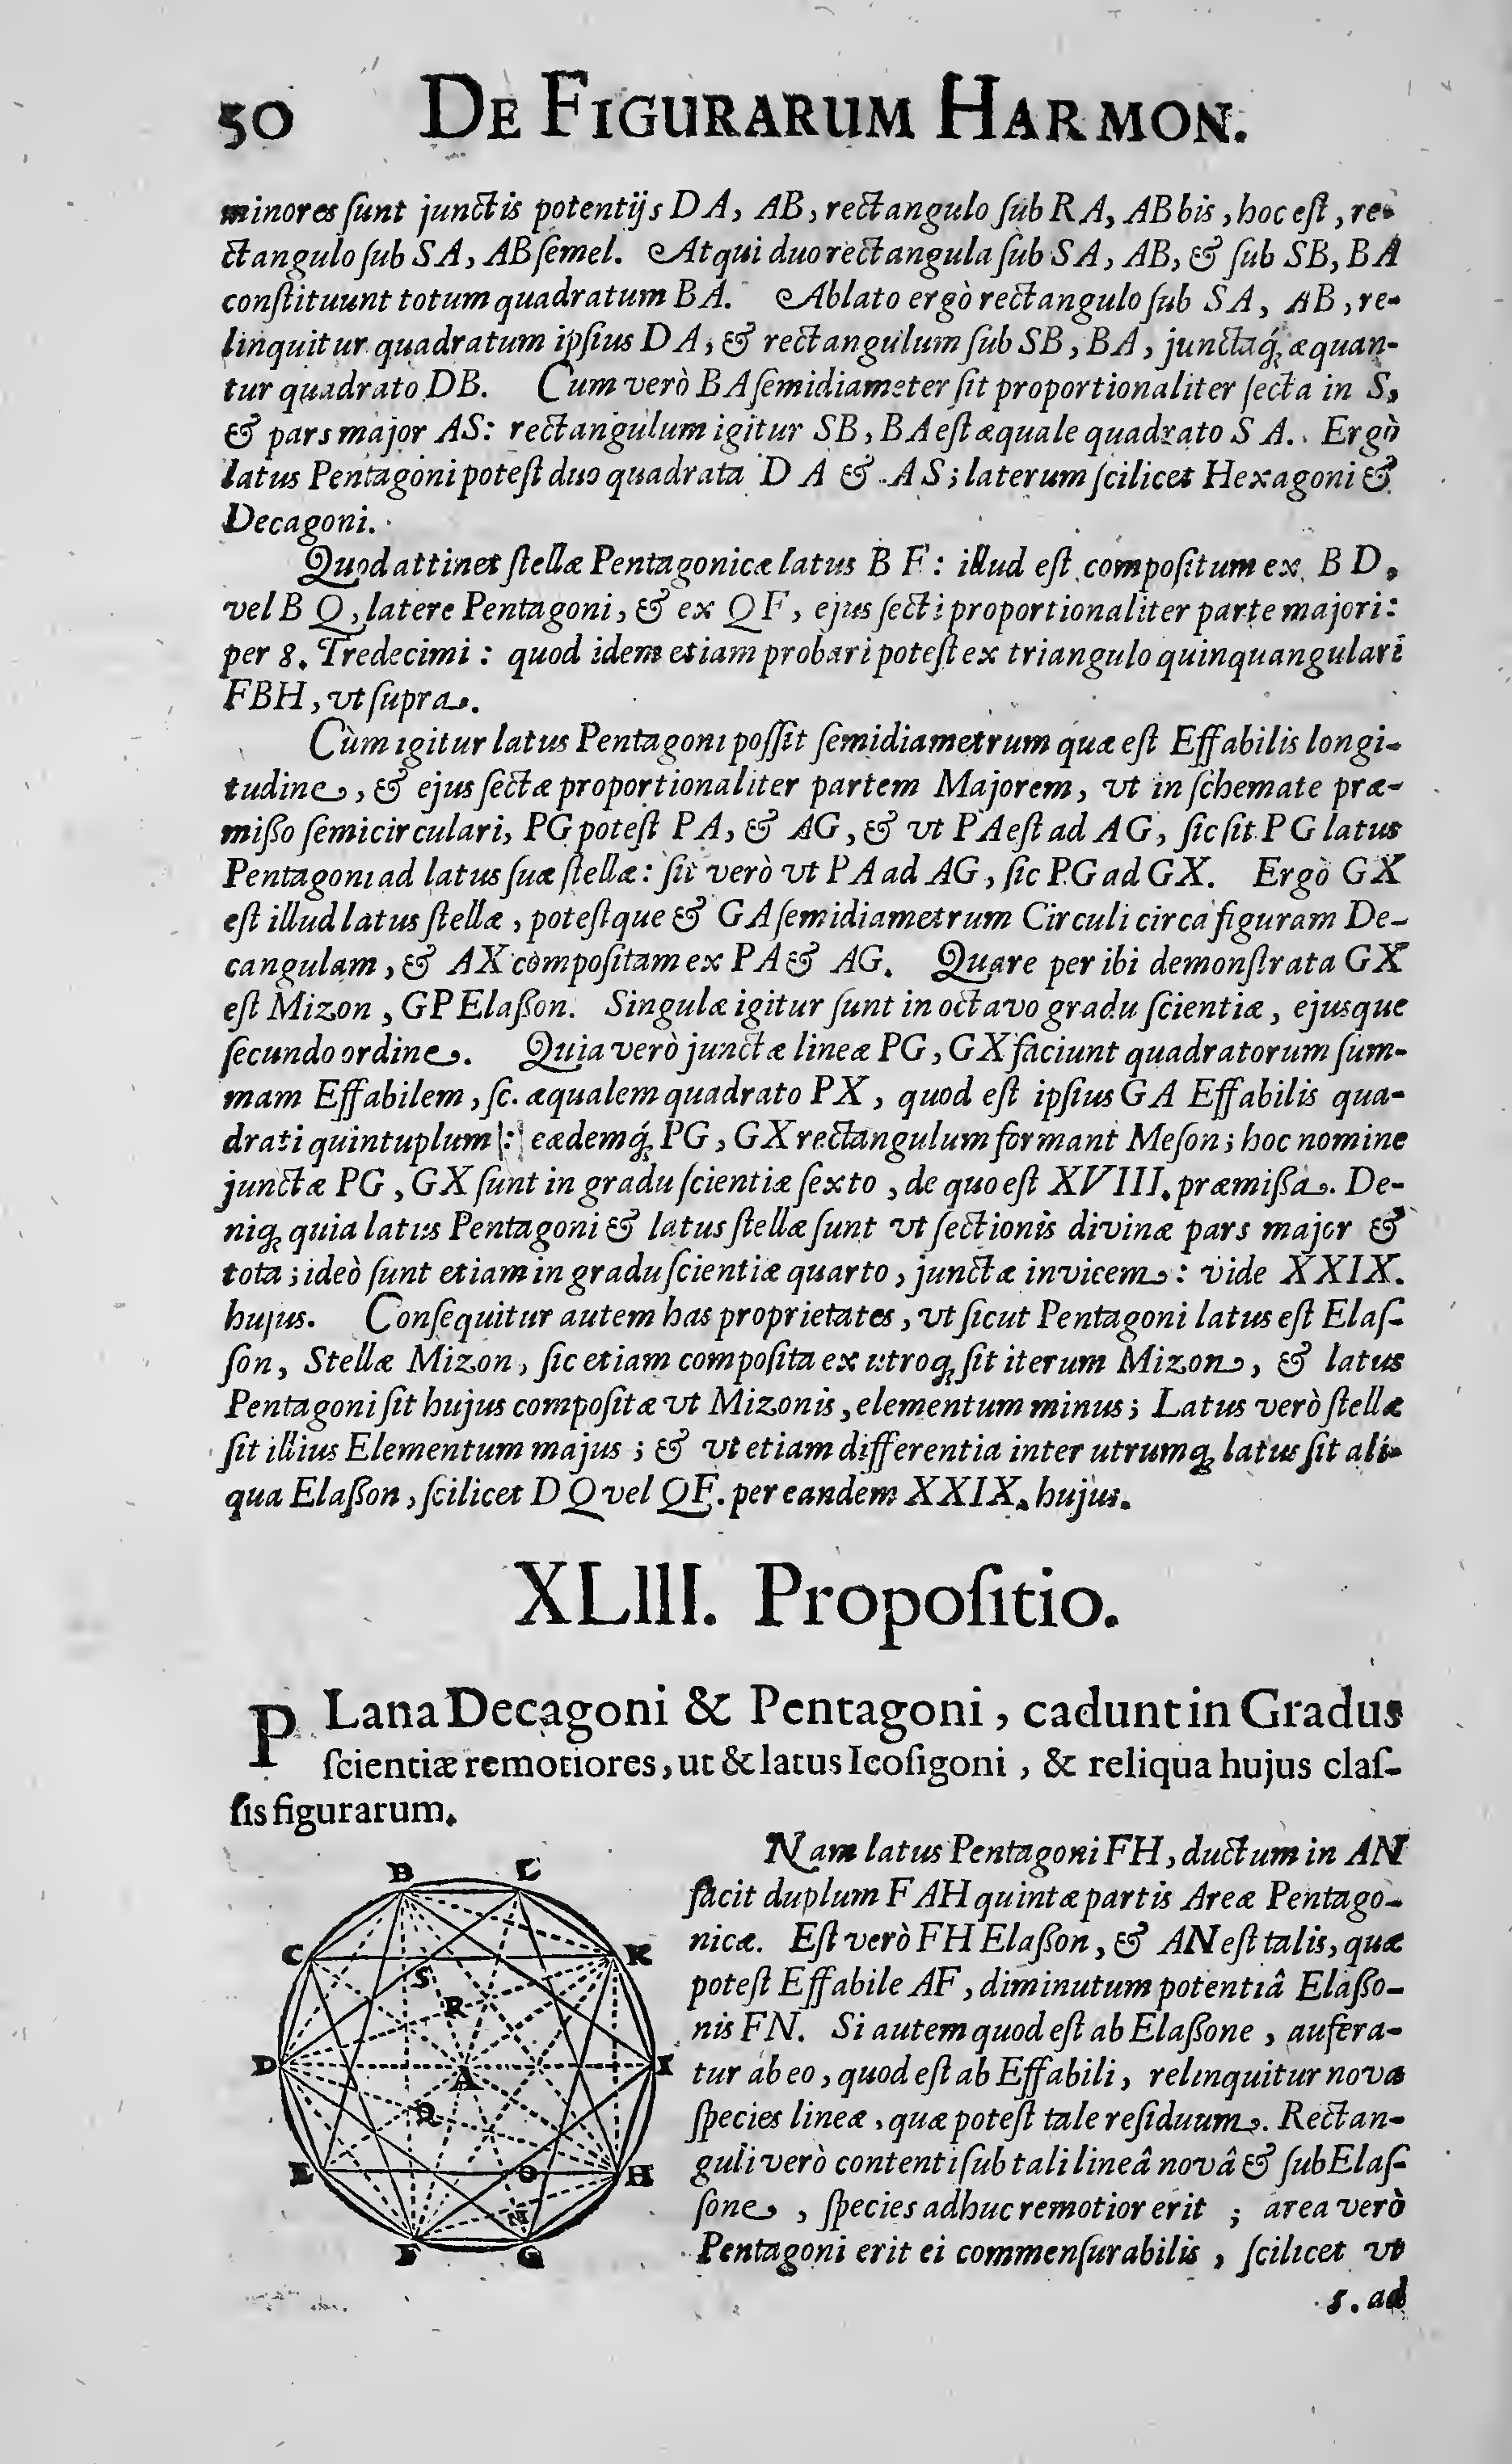 50 DE FIGURARUM HARMON.
minores ſunt junctis potentijs DA, AB, rectangulo ſub RA, AB bis, hoc eſt, re-
ctangulo ſub SA, AB ſemel. Atqui duo rectangula ſub SA, AB, & ſub SB, BA
conſtituunt totum quadratum BA. Ablato ergò rectangulo ſub SA, AB, re-
linquitur quadratum ipſius DA, & rectangulum ſub SB, BA, junctaq́; æquan-
tur quadrato DB. Cum verò BA ſemidiameter ſit proportionaliter ſecta in S,
& pars major AS: rectangulum igitur SB, BA eſt æquale quadrato SA. Ergò
latus Pentagoni poteſt duo quadrata DA & AS; laterum ſcilicet Hexagoni &
Decagoni.
Quod attinet ſtellæ Pentagonicæ latus BF: illud eſt compoſitum ex BD,
vel BQ, latere Pentagoni, & ex QF, ejus ſecti proportionaliter parte majori:
per 8. Tredecimi: quod idem etiam probari poteſt ex triangulo quinquangulari
FBH, vt ſupra.
Cùm igitur latus Pentagoni poſſit ſemidiametrum quæ eſt Effabilis longi-
tudine, & ejus ſectæ proportionaliter partem Majorem, vt in ſchemate præ-
miſſo ſemicirculari, PG poteſt PA, & AG, & vt PA eſt ad AG, ſic ſit PG latus
Pentagoni ad latus ſuæ ſtellæ: ſit verò vt PA ad AG, ſic PG ad GX. Ergò GX
eſt illud latus ſtellæ, poteſtque & GA ſemidiametrum Circuli circa figuram De-
cangulam, & AX compoſitam ex PA & AG. Quare per ibi demonſtrata GX
eſt Mizon, GP Elaſſon. Singulæ igitur ſunt in octavo gradu ſcientiæ, ejusque
ſecundo ordine. Quia verò junctæ lineæ PG, GX faciunt quadratorum ſum-
mam Effabilem, ſc. æqualem quadrato PX, quod eſt ipſius GA Effabilis qua-
drati quintuplum: eædemq́; PG, GX rectangulum formant Meſon; hoc nomine
junctæ PG, GX ſunt in gradu ſcientiæ ſexto, de quo eſt XVIII. præmiſſa. De-
niq; quia latus Pentagoni & latus ſtellæ ſunt vt ſectionis divinæ pars major &
tota; ideò ſunt etiam in gradu ſcientiæ quarto, junctæ invicem: vide XXIX.
hujus. Conſequitur autem has proprietates, vt ſicut Pentagoni latus eſt Elaſ-
ſon, Stellæ Mizon, ſic etiam compoſita ex utroq; ſit iterum Mizon, & latus
Pentagoni ſit hujus compoſitæ vt Mizonis, elementum minus; Latus verò ſtellæ
ſit illius Elementum majus; & vt etiam differentia inter utrumq; latus ſit ali-
qua Elaſſon, ſcilicet DQ vel QF. per eandem XXIX. hujus.
XLIII. Propoſitio.
PLana Decagoni & Pentagoni, cadunt in Gradus
ſcientiæ remotiores, ut & latus Icoſigoni, & reliqua hujus claſ-
ſis figurarum.
Nam latus Pentagoni FH, ductum in AN
facit duplum FAH quintæ partis Areæ Pentago-
nicæ. Eſt verò FH Elaſſon, & AN eſt talis, quæ
poteſt Effabile AF, diminutum potentiâ Elaſſo-
nis FN. Si autem quod eſt ab Elaſſone, aufera-
tur ab eo, quod eſt ab Effabili, relinquitur nova
ſpecies lineæ, quæ poteſt tale reſiduum. Rectan-
guli verò contenti ſub tali lineâ novâ & ſub Elaſ-
ſone, ſpecies adhuc remotior erit; area verò
Pentagoni erit ei commenſurabilis, ſcilicet vt
5. ad
B L
C K
S
R
D A I
Q
E O H
N
F G